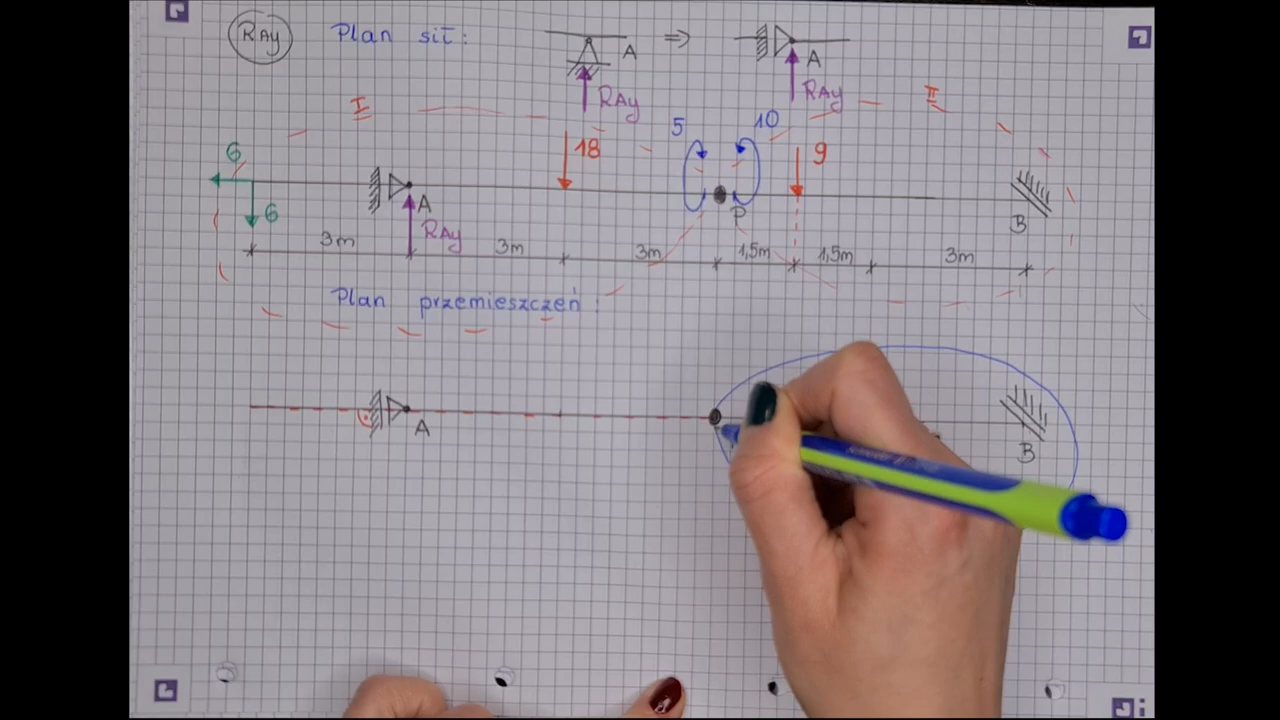 RAy Plan sił: A ⇒ A
RAy RAy
I II
5 10
6 18 9
6 A P B
RAy
3m 3m 3m 1,5m 1,5m 3m
Plan przemieszczeń:
A B